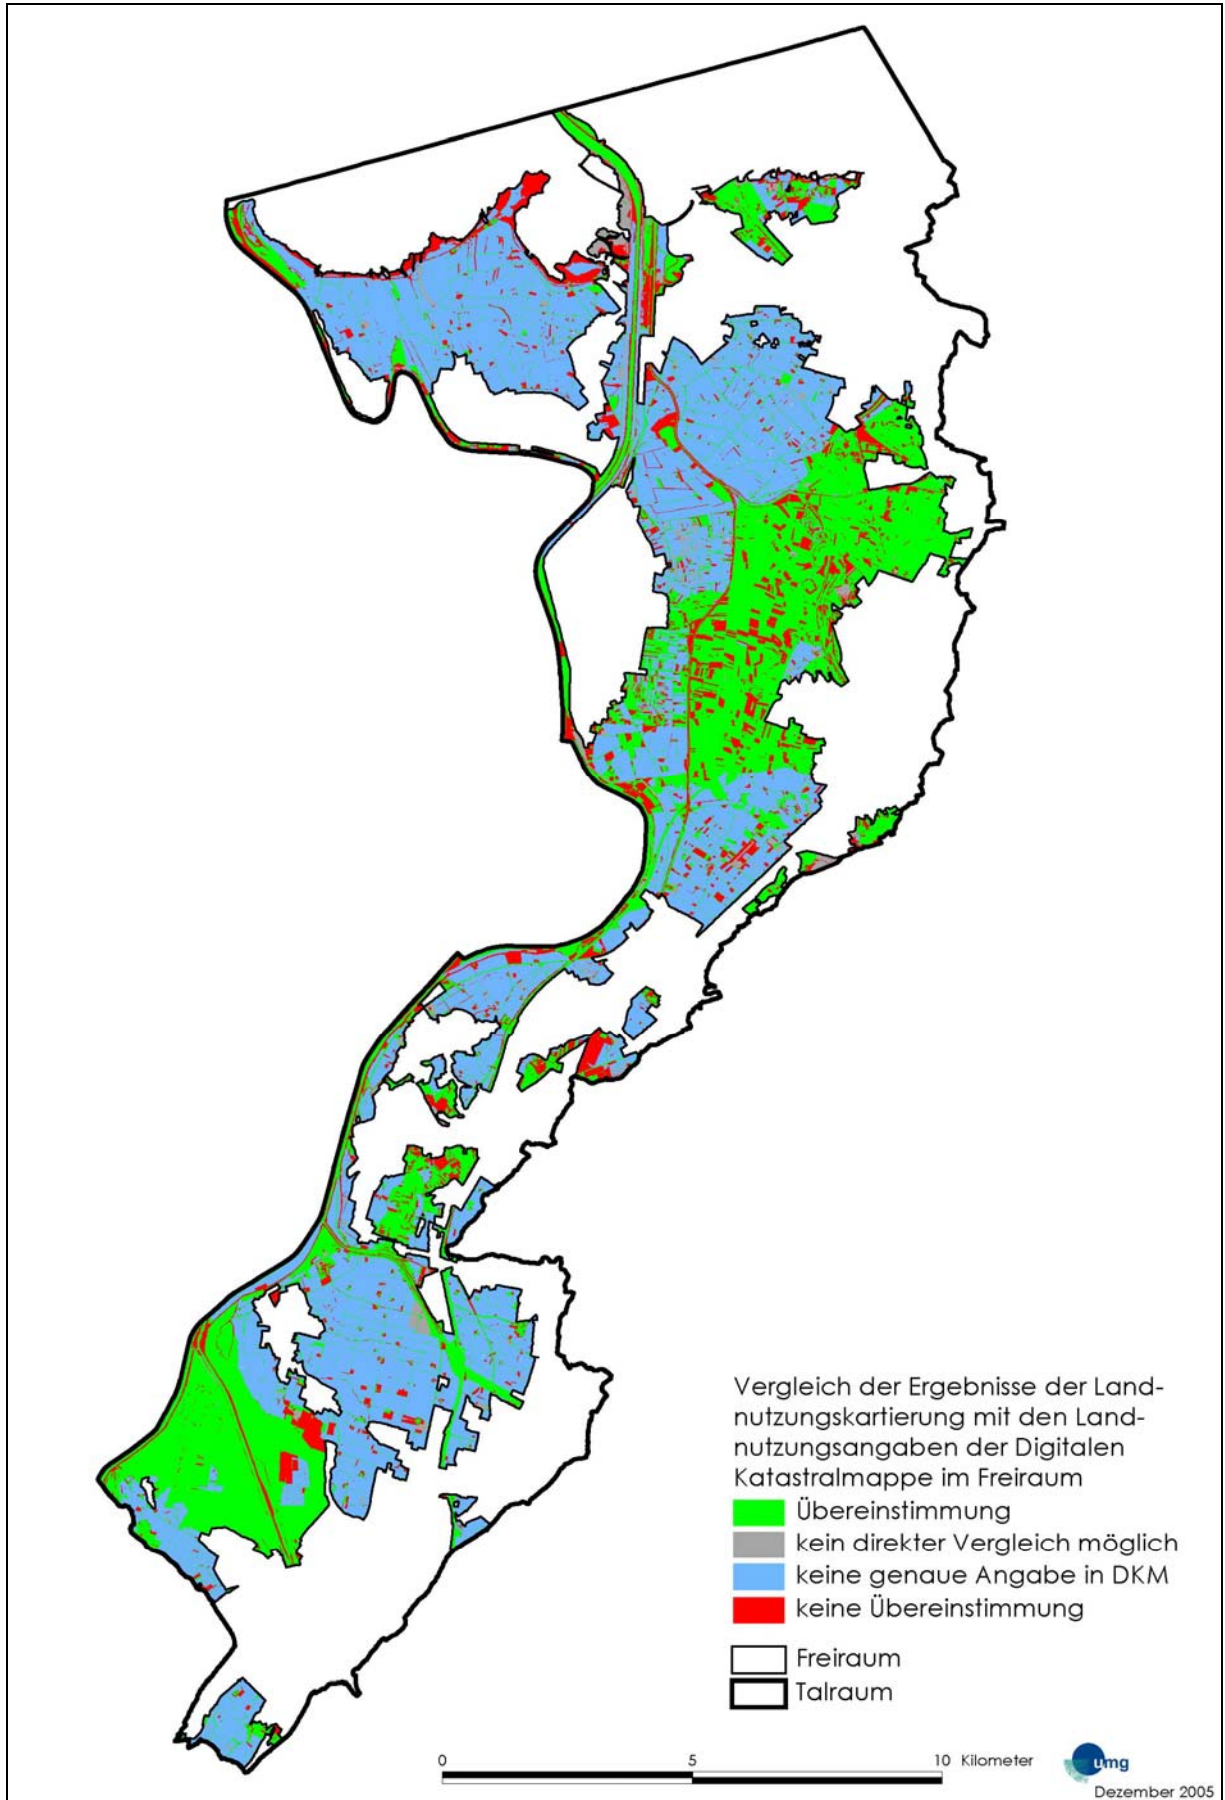 Vergleich der Ergebnisse der Land-
nutzungskartierung mit den Land-
nutzungsangaben der Digitalen
Katastralmappe im Freiraum
Übereinstimmung
kein direkter Vergleich möglich
keine genaue Angabe in DKM
keine Übereinstimmung
Freiraum
Talraum
0 5 10 Kilometer
umg
Dezember 2005